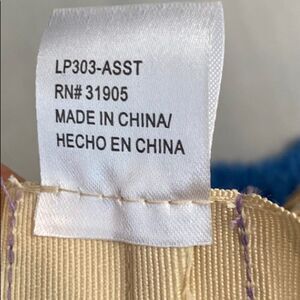 LP303-ASST
RN# 31905
MADE IN CHINA/
HECHO EN CHINA